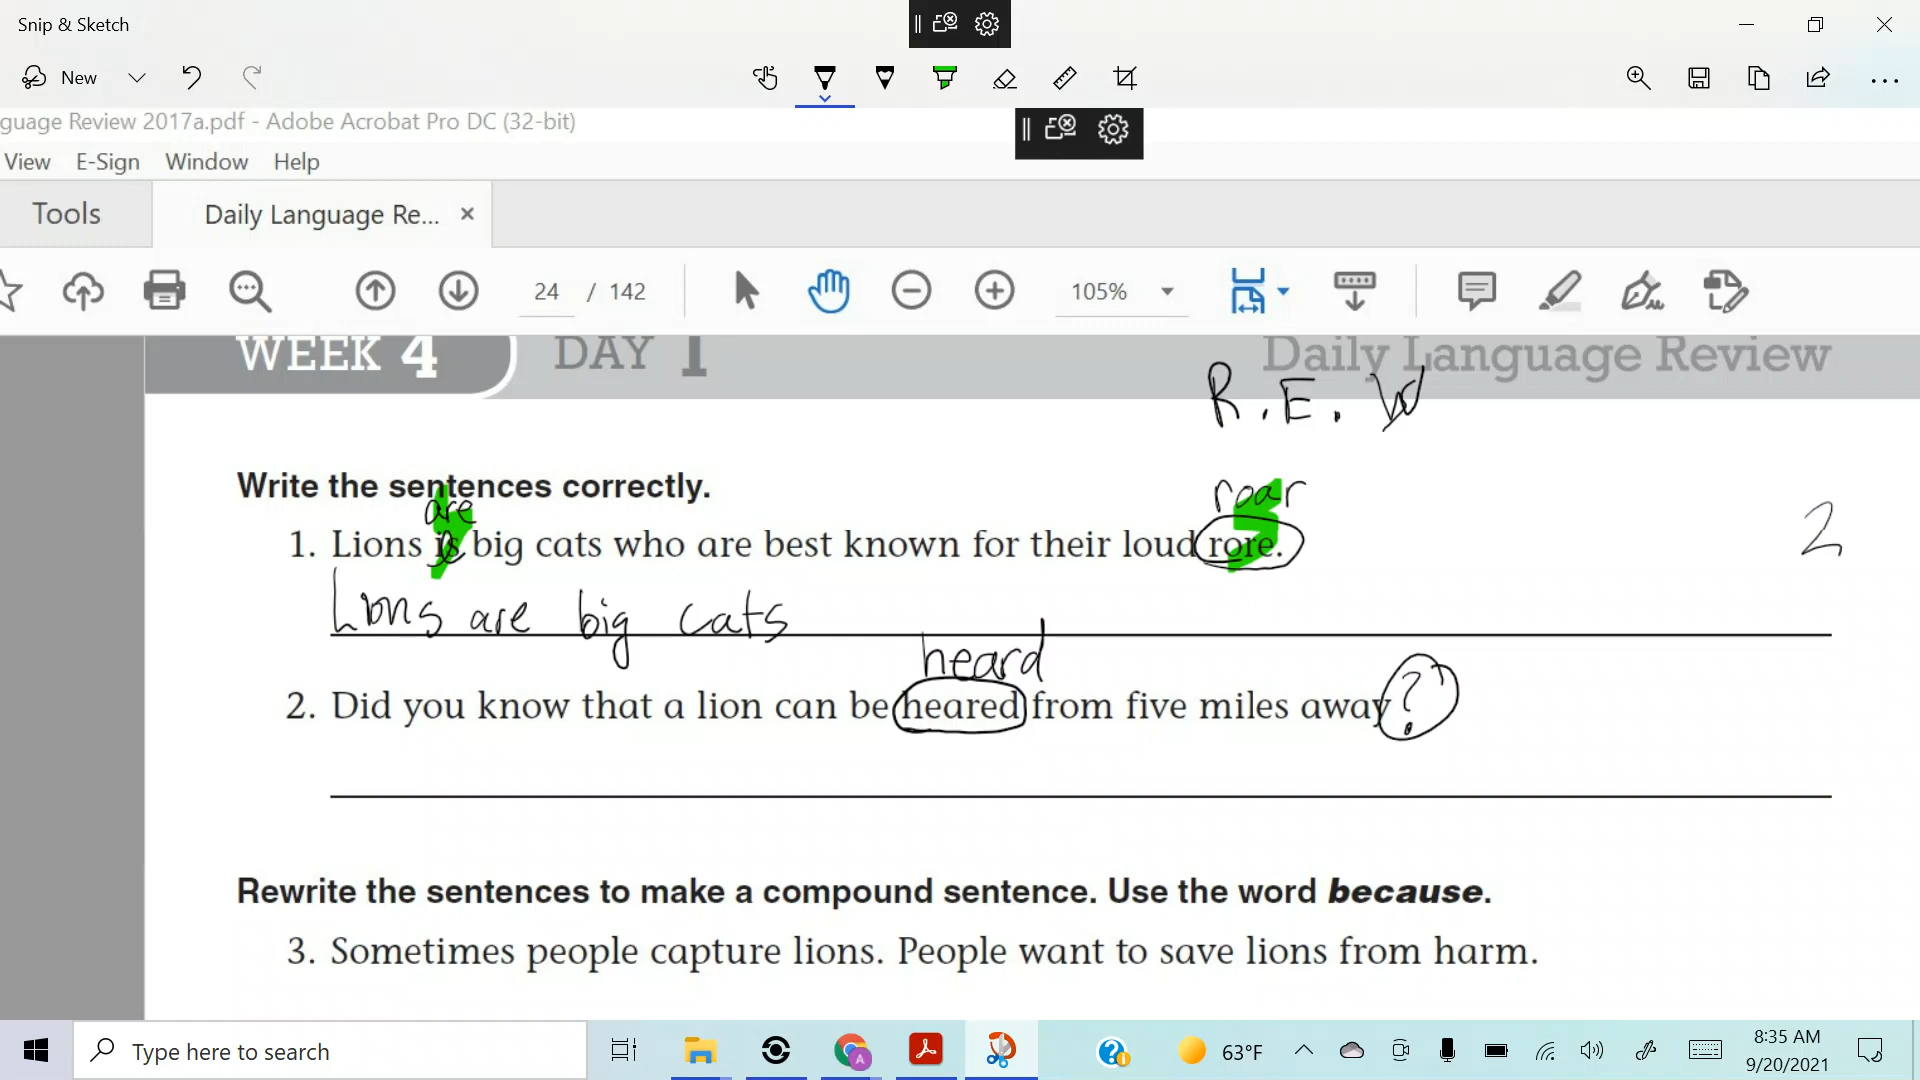 Snip & Sketch
New
guage Review 2017a.pdf - Adobe Acrobat Pro DC (32-bit)
View E-Sign Window Help
Tools Daily Language Re... ×
24 / 142 105%
WEEK 4 DAY 1 Daily Language Review
R.E.W
Write the sentences correctly.
are roar
1. Lions is big cats who are best known for their loud rore. 2
Lions are big cats
heard
2. Did you know that a lion can be heared from five miles away?
Rewrite the sentences to make a compound sentence. Use the word because.
3. Sometimes people capture lions. People want to save lions from harm.
Type here to search 63°F 8:35 AM
9/20/2021